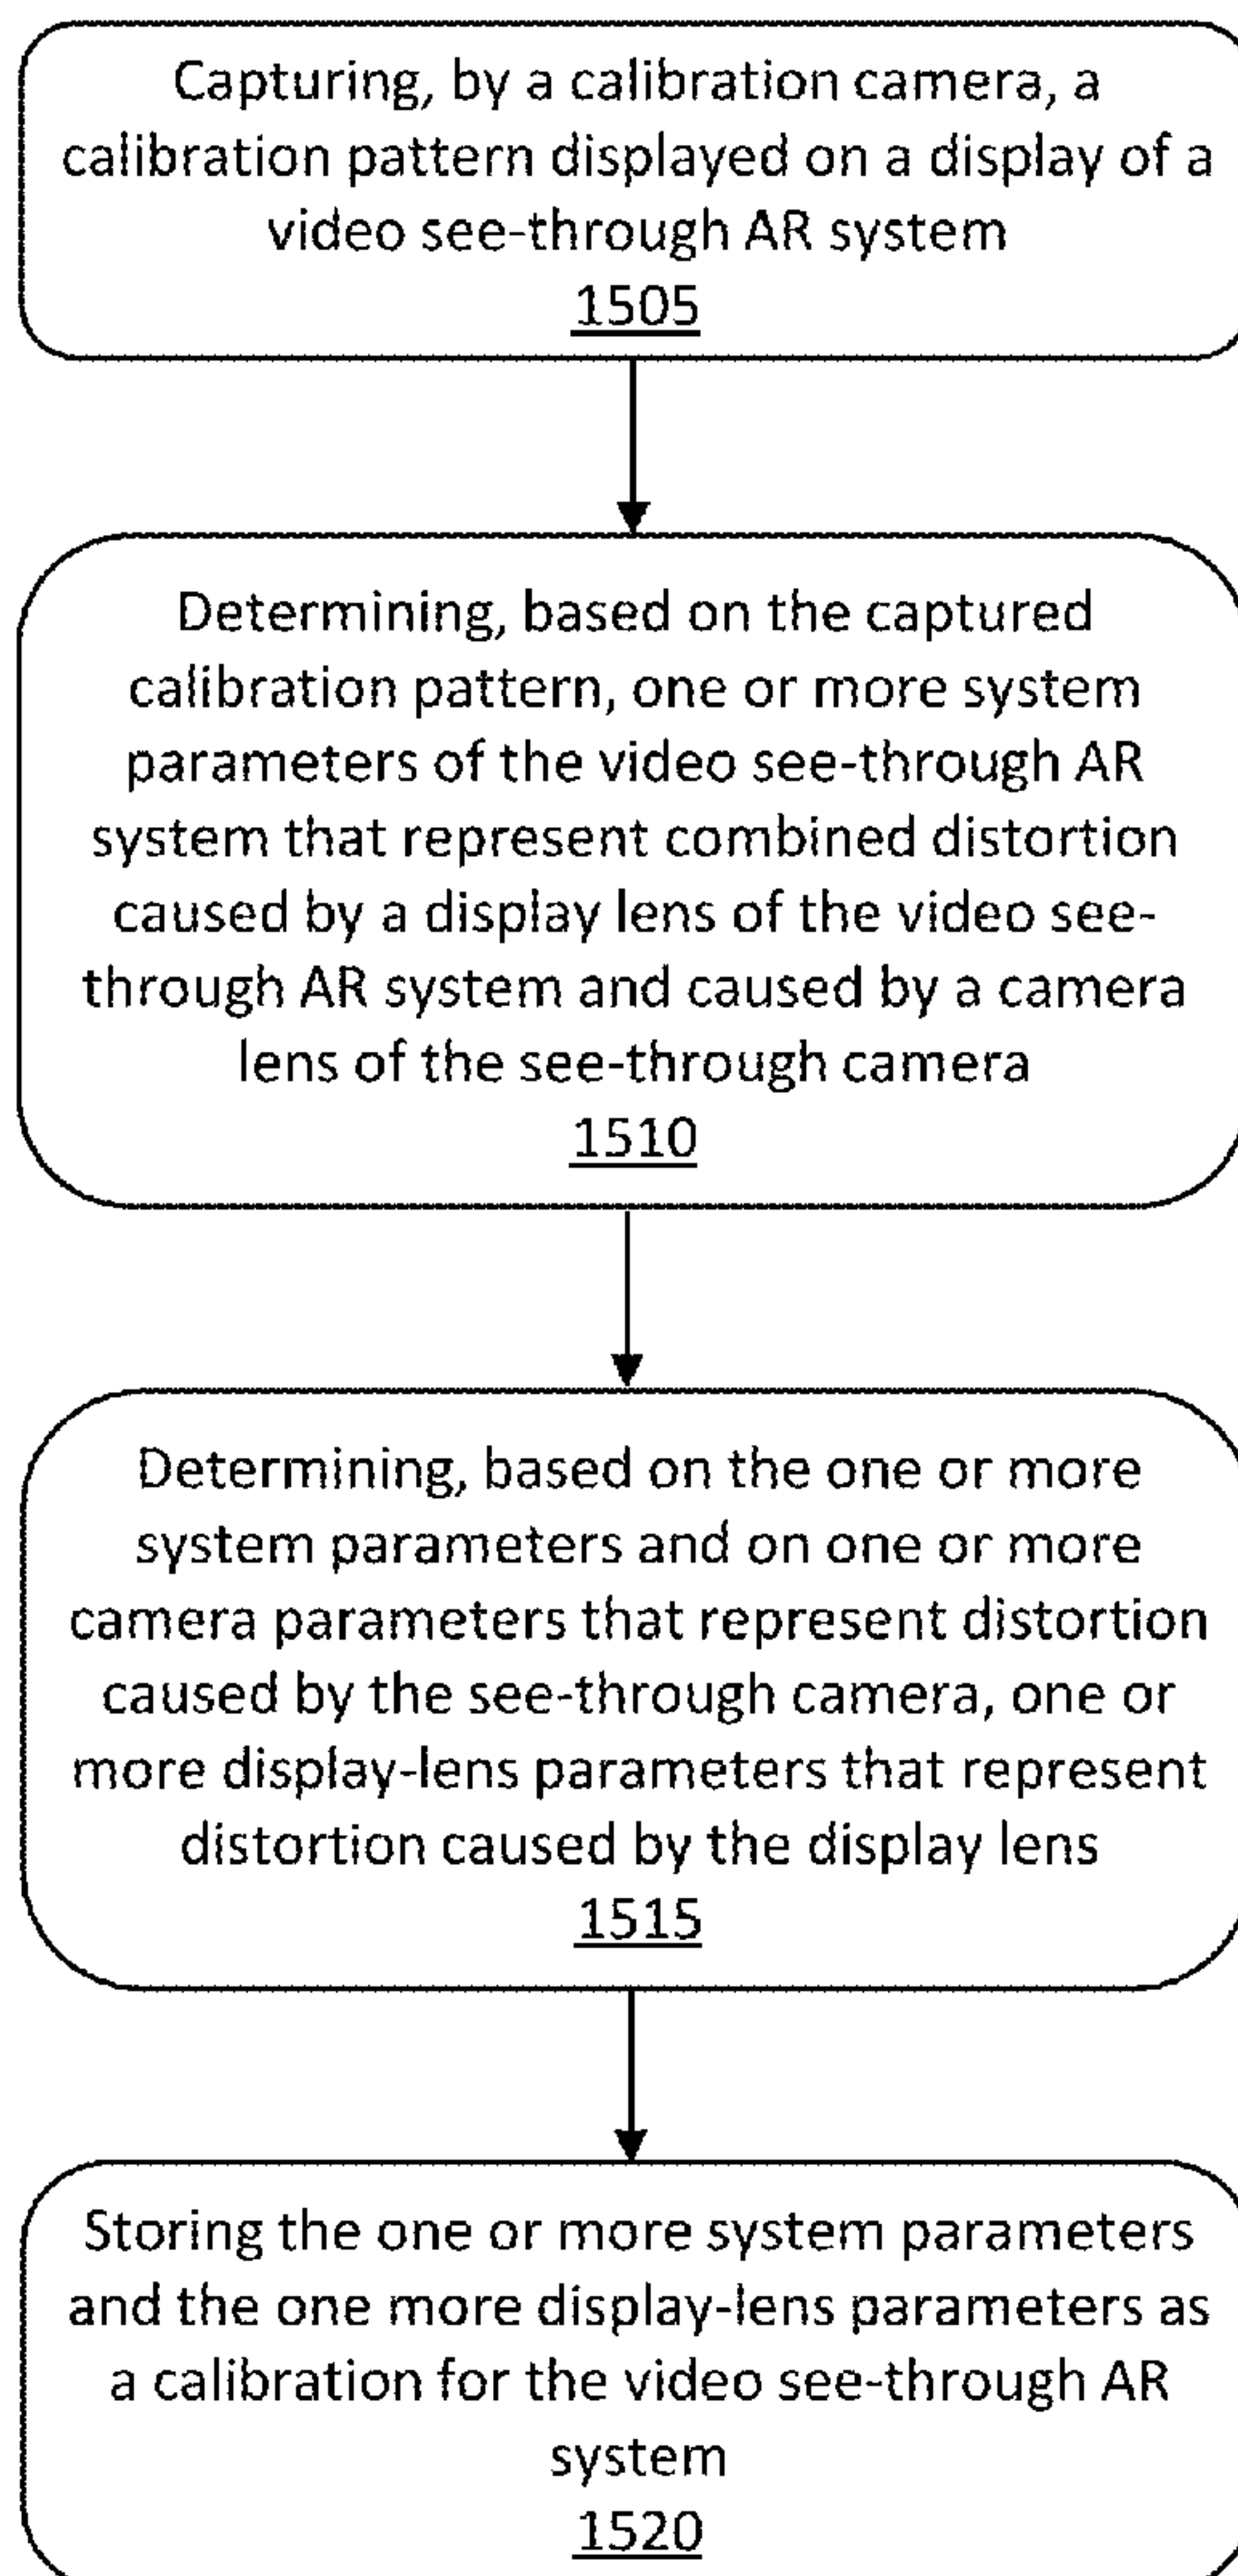 Capturing, by a calibration camera, a
calibration pattern displayed on a display of a
video see-through AR system
1505
Determining, based on the captured
calibration pattern, one or more system
parameters of the video see-through AR
system that represent combined distortion
caused by a display lens of the video see-
through AR system and caused by a camera
lens of the see-through camera
1510
Determining, based on the one or more
system parameters and on one or more
camera parameters that represent distortion
caused by the see-through camera, one or
more display-lens parameters that represent
distortion caused by the display lens
1515
Storing the one or more system parameters
and the one more display-lens parameters as
a calibration for the video see-through AR
system
1520